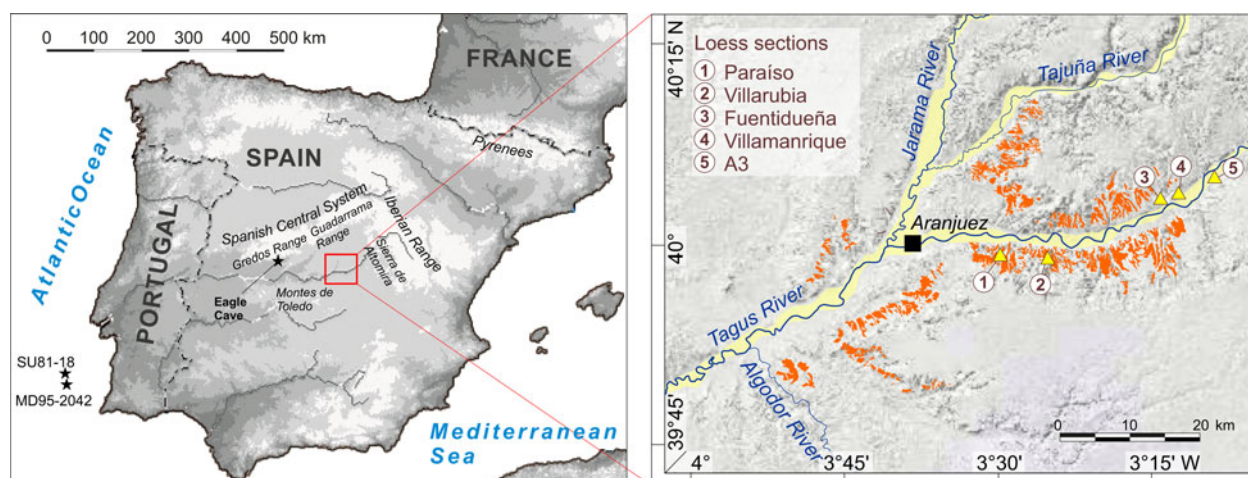 0 100 200 300 400 500 km
FRANCE
Pyrenees
SPAIN
Atlantic Ocean
PORTUGAL
Spanish Central System
Gredos Range
Guadarrama
Range
Iberian Range
Sierra de
Altomira
Eagle
Cave
Montes de
Toledo
SU81-18
MD95-2042
Mediterranean
Sea
Loess sections
1 Paraíso
2 Villarubia
3 Fuentidueña
4 Villamanrique
5 A3
Jarama River
Tajuña River
Aranjuez
3
4
5
1
2
Tagus River
Algodor River
40°15' N
40°
39°45'
0 10 20 km
4°
3°45'
3°30'
3°15' W